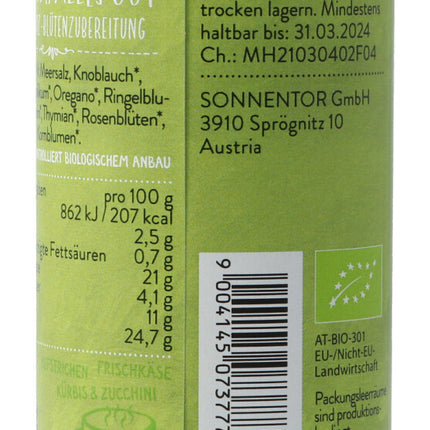 -BLÜTENZUBEREITUNG
Meersalz, Knoblauch*,
Oregano*, Ringelblu-
Thymian*, Rosenblüten*,
ROLLIERT BIOLOGISCHEM ANBAU
pro 100 g
862 kJ / 207 kcal
2,5 g
Fettsäuren 0,7 g
21 g
4,1 g
11 g
24,7 g
FRISCHKÄSE
KÜRBIS & ZUCCHINI
trocken lagern. Mindestens
haltbar bis: 31.03.2024
Ch.: MH21030402F04
SONNENTOR GmbH
3910 Sprögnitz 10
Austria
9 004145 07377
AT-BIO-301
EU-/Nicht-EU-
Landwirtschaft
Packungsleerräume
sind produktions-